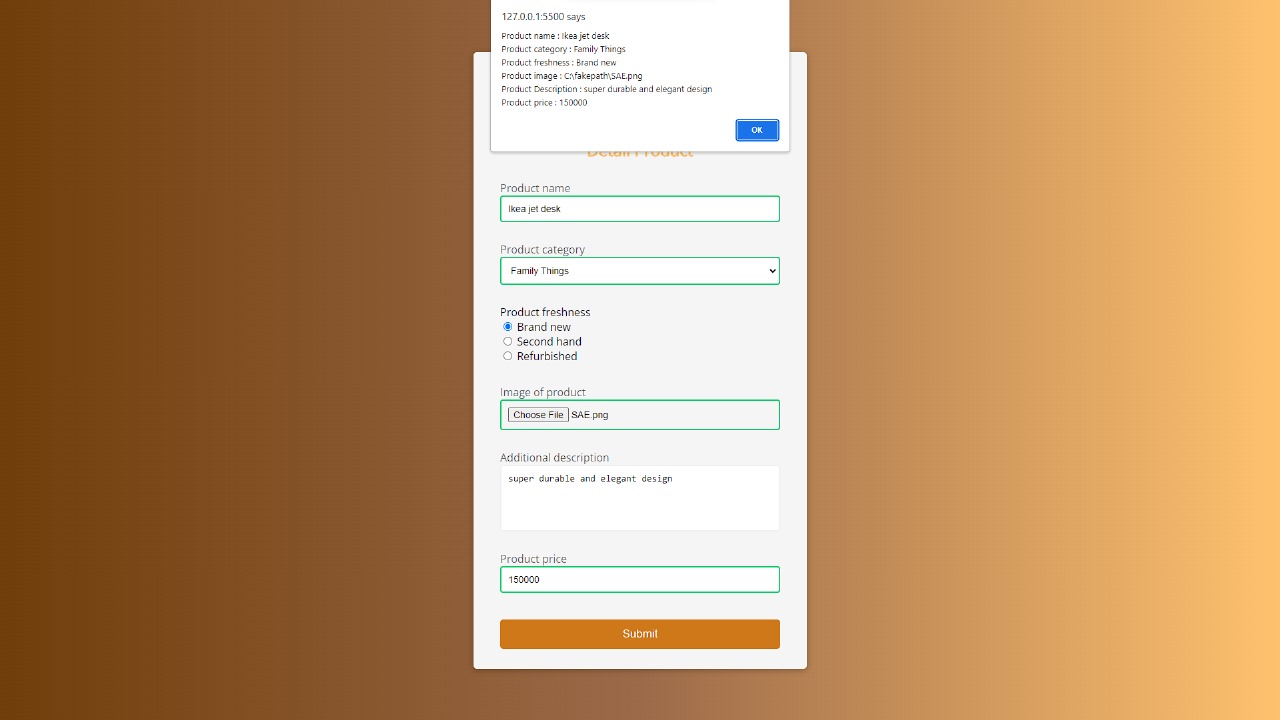 127.0.0.1:5500 says
Product name : Ikea jet desk
Product category : Family Things
Product freshness : Brand new
Product image : C:\fakepath\SAE.png
Product Description : super durable and elegant design
Product price : 150000
OK
Detail Product
Product name
Ikea jet desk
Product category
Family Things
Product freshness
Brand new
Second hand
Refurbished
Image of product
Choose File SAE.png
Additional description
super durable and elegant design
Product price
150000
Submit